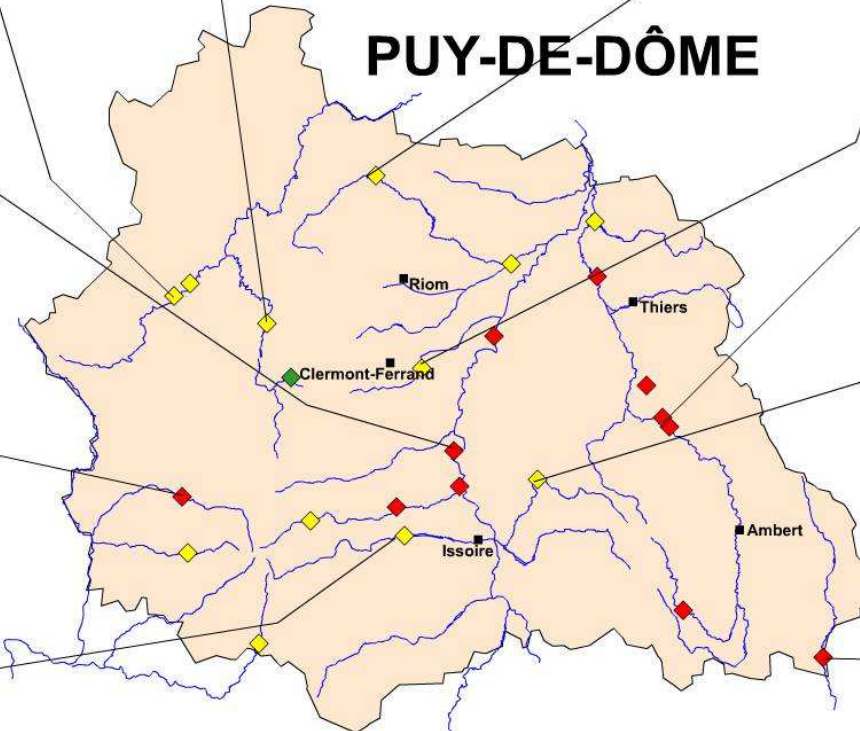 PUY-DE-DÔME
Riom
Thiers
Clermont-Ferrand
Ambert
Issoire